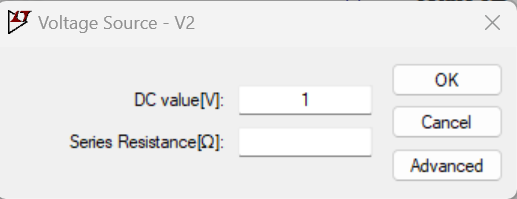 Voltage Source - V2
DC value[V]: 1
OK
Series Resistance[Ω]:
Cancel
Advanced